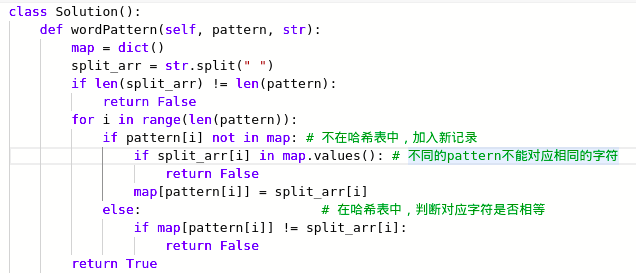 class Solution():
    def wordPattern(self, pattern, str):
        map = dict()
        split_arr = str.split(" ")
        if len(split_arr) != len(pattern):
            return False
        for i in range(len(pattern)):
            if pattern[i] not in map: # 不在哈希表中，加入新记录
                if split_arr[i] in map.values(): # 不同的pattern不能对应相同的字符
                    return False
                map[pattern[i]] = split_arr[i]
            else:                       # 在哈希表中，判断对应字符是否相等
                if map[pattern[i]] != split_arr[i]:
                    return False
        return True